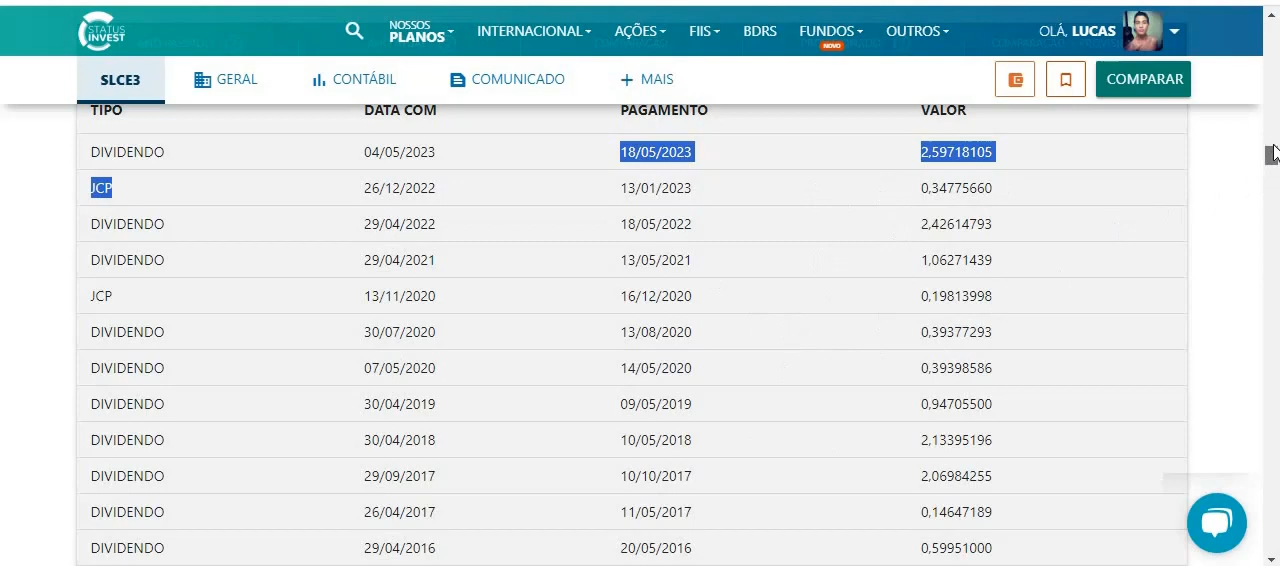 STATUS INVEST
NOSSOS PLANOS
INTERNACIONAL
AÇÕES
FIIS
BDRS
FUNDOS
NOVO
OUTROS
OLÁ, LUCAS
SLCE3
GERAL
CONTÁBIL
COMUNICADO
+ MAIS
COMPARAR
TIPO DATA COM PAGAMENTO VALOR
DIVIDENDO 04/05/2023 18/05/2023 2,59718105
JCP 26/12/2022 13/01/2023 0,34775660
DIVIDENDO 29/04/2022 18/05/2022 2,42614793
DIVIDENDO 29/04/2021 13/05/2021 1,06271439
JCP 13/11/2020 16/12/2020 0,19813998
DIVIDENDO 30/07/2020 13/08/2020 0,39377293
DIVIDENDO 07/05/2020 14/05/2020 0,39398586
DIVIDENDO 30/04/2019 09/05/2019 0,94705500
DIVIDENDO 30/04/2018 10/05/2018 2,13395196
DIVIDENDO 29/09/2017 10/10/2017 2,06984255
DIVIDENDO 26/04/2017 11/05/2017 0,14647189
DIVIDENDO 29/04/2016 20/05/2016 0,59951000